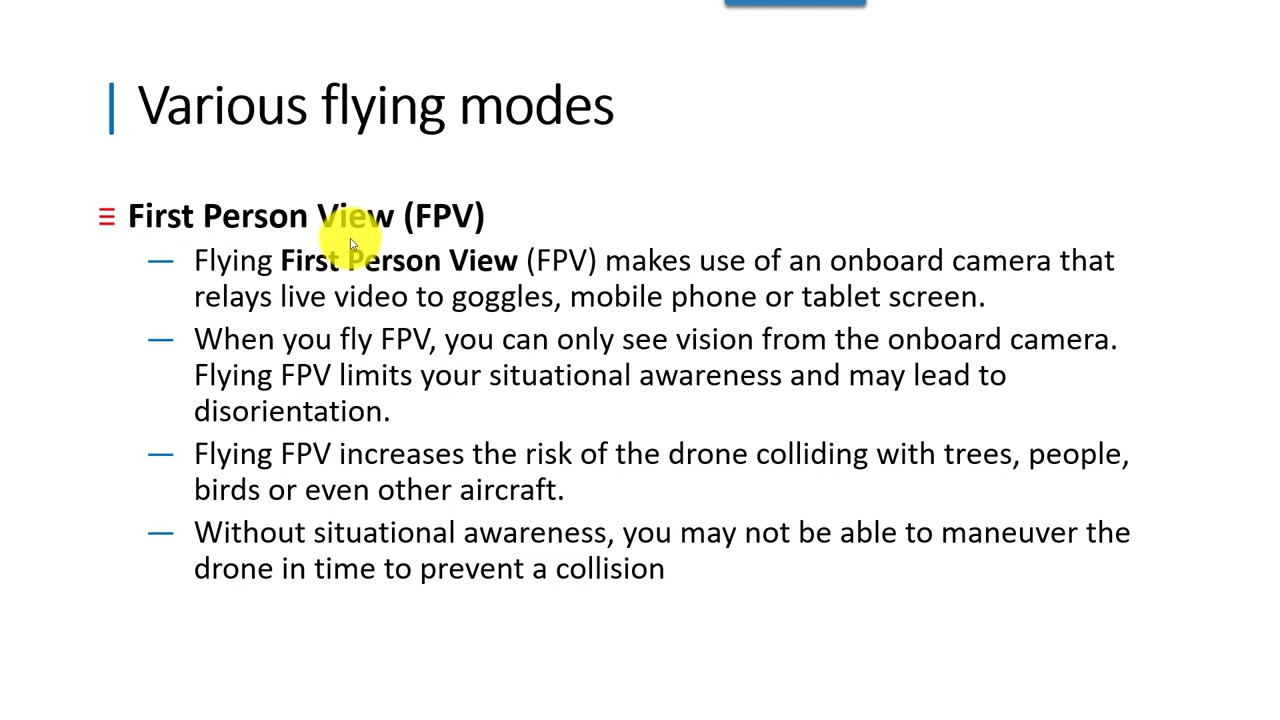 Various flying modes
First Person View (FPV)
— Flying First Person View (FPV) makes use of an onboard camera that
relays live video to goggles, mobile phone or tablet screen.
— When you fly FPV, you can only see vision from the onboard camera.
Flying FPV limits your situational awareness and may lead to
disorientation.
— Flying FPV increases the risk of the drone colliding with trees, people,
birds or even other aircraft.
— Without situational awareness, you may not be able to maneuver the
drone in time to prevent a collision